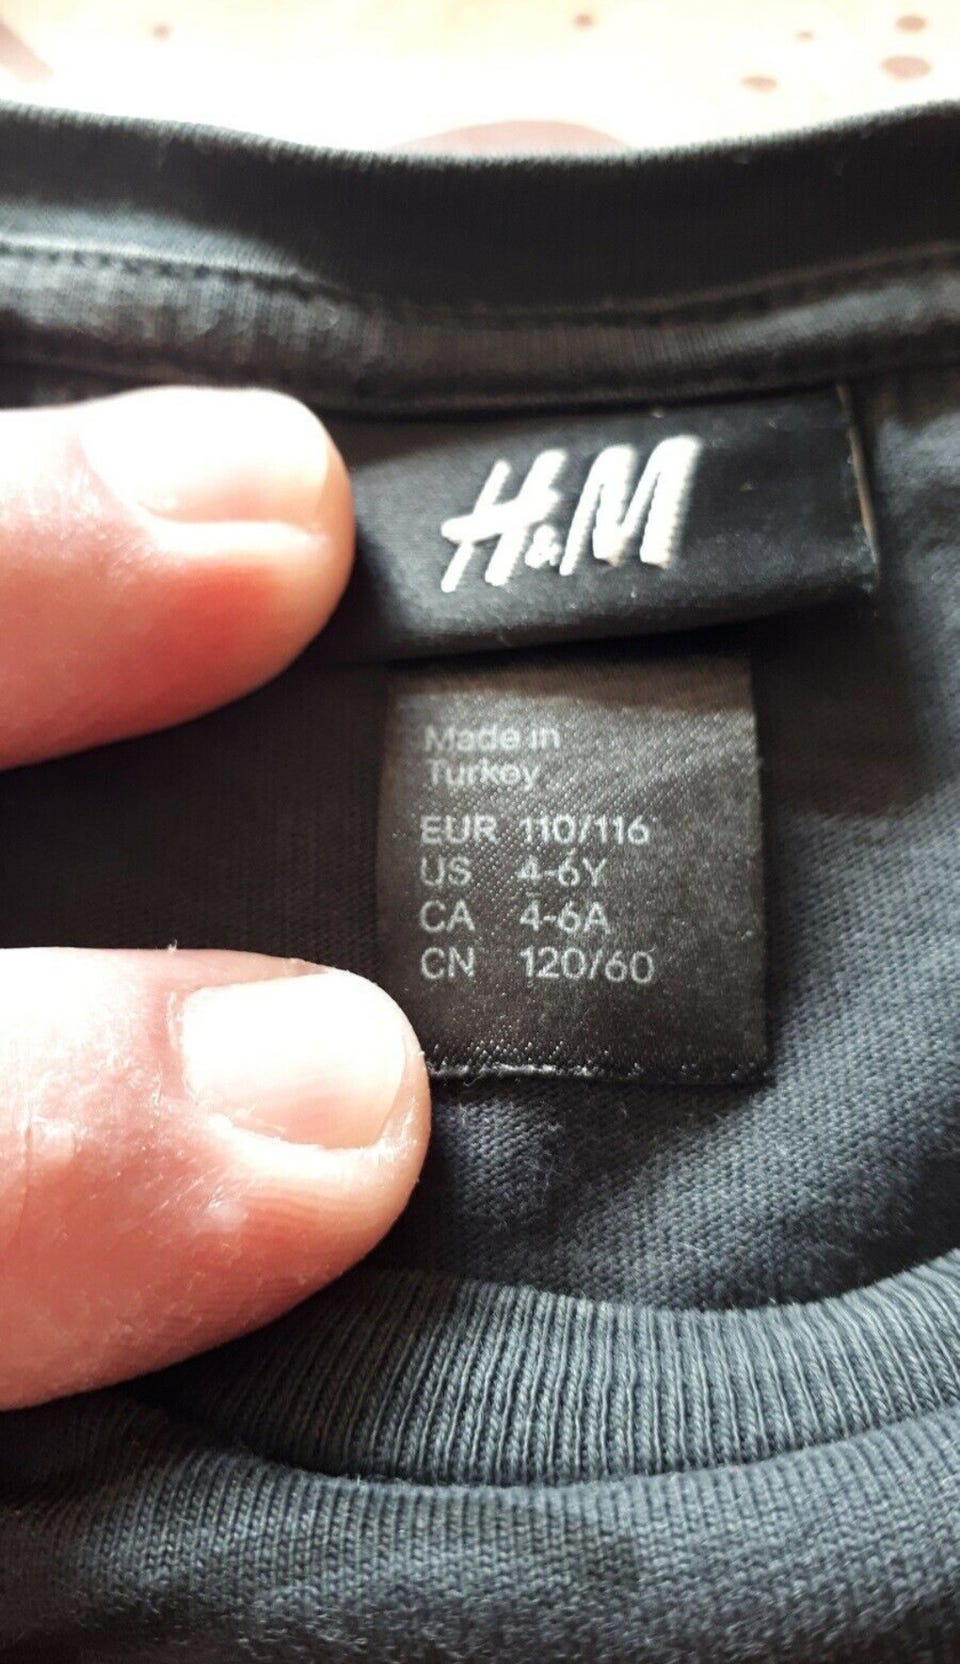 H&M
Made in
Turkey
EUR 110/116
US 4-6Y
CA 4-6A
CN 120/60